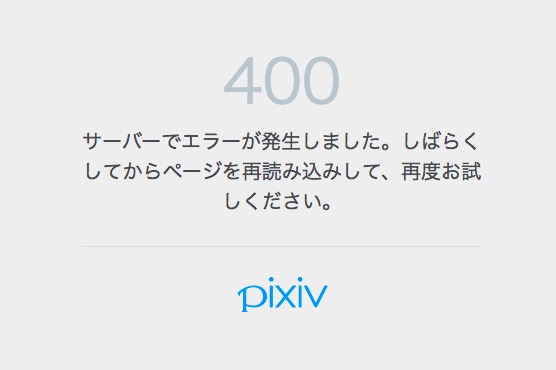 400
サーバーでエラーが発生しました。しばらく
してからページを再読み込みして、再度お試
しください。
pixiv